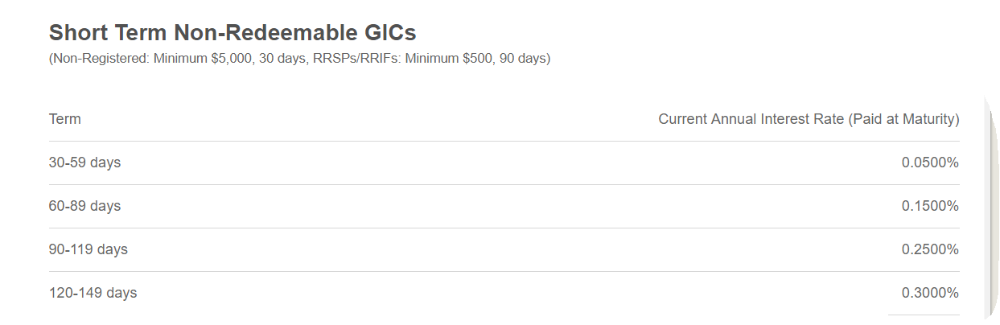 Short Term Non-Redeemable GICs
(Non-Registered: Minimum $5,000, 30 days, RRSPs/RRIFs: Minimum $500, 90 days)
Term Current Annual Interest Rate (Paid at Maturity)
30-59 days 0.0500%
60-89 days 0.1500%
90-119 days 0.2500%
120-149 days 0.3000%